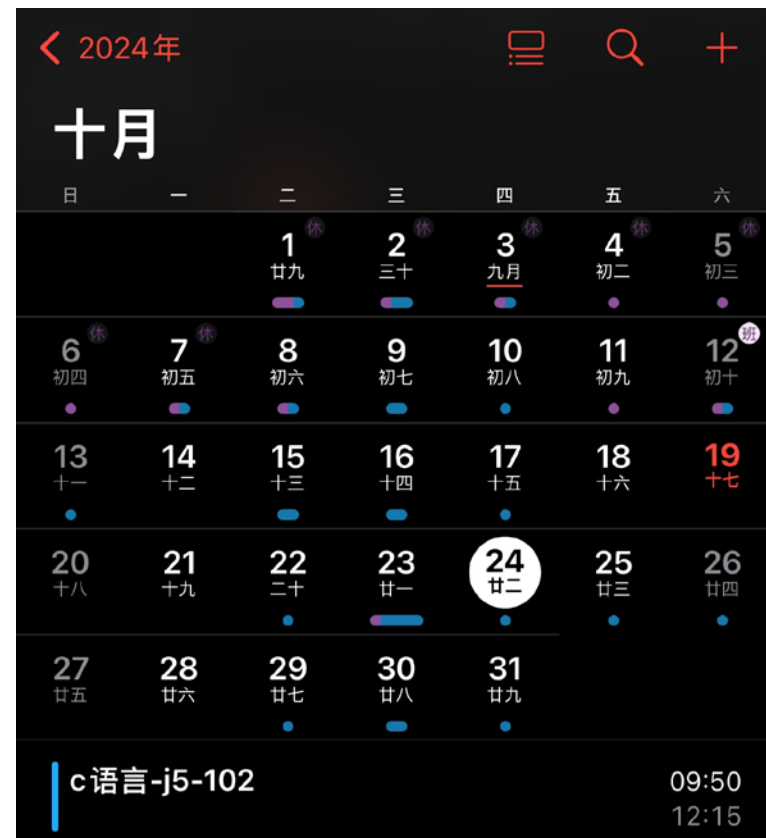 2024年
十月
日 一 二 三 四 五 六
休 休 休 休 休
1 2 3 4 5
廿九 三十 九月 初二 初三
休 休 班
6 7 8 9 10 11 12
初四 初五 初六 初七 初八 初九 初十
13 14 15 16 17 18 19
十一 十二 十三 十四 十五 十六 十七
20 21 22 23 24 25 26
十八 十九 二十 廿一 廿二 廿三 廿四
27 28 29 30 31
廿五 廿六 廿七 廿八 廿九
c语言-j5-102 09:50
12:15